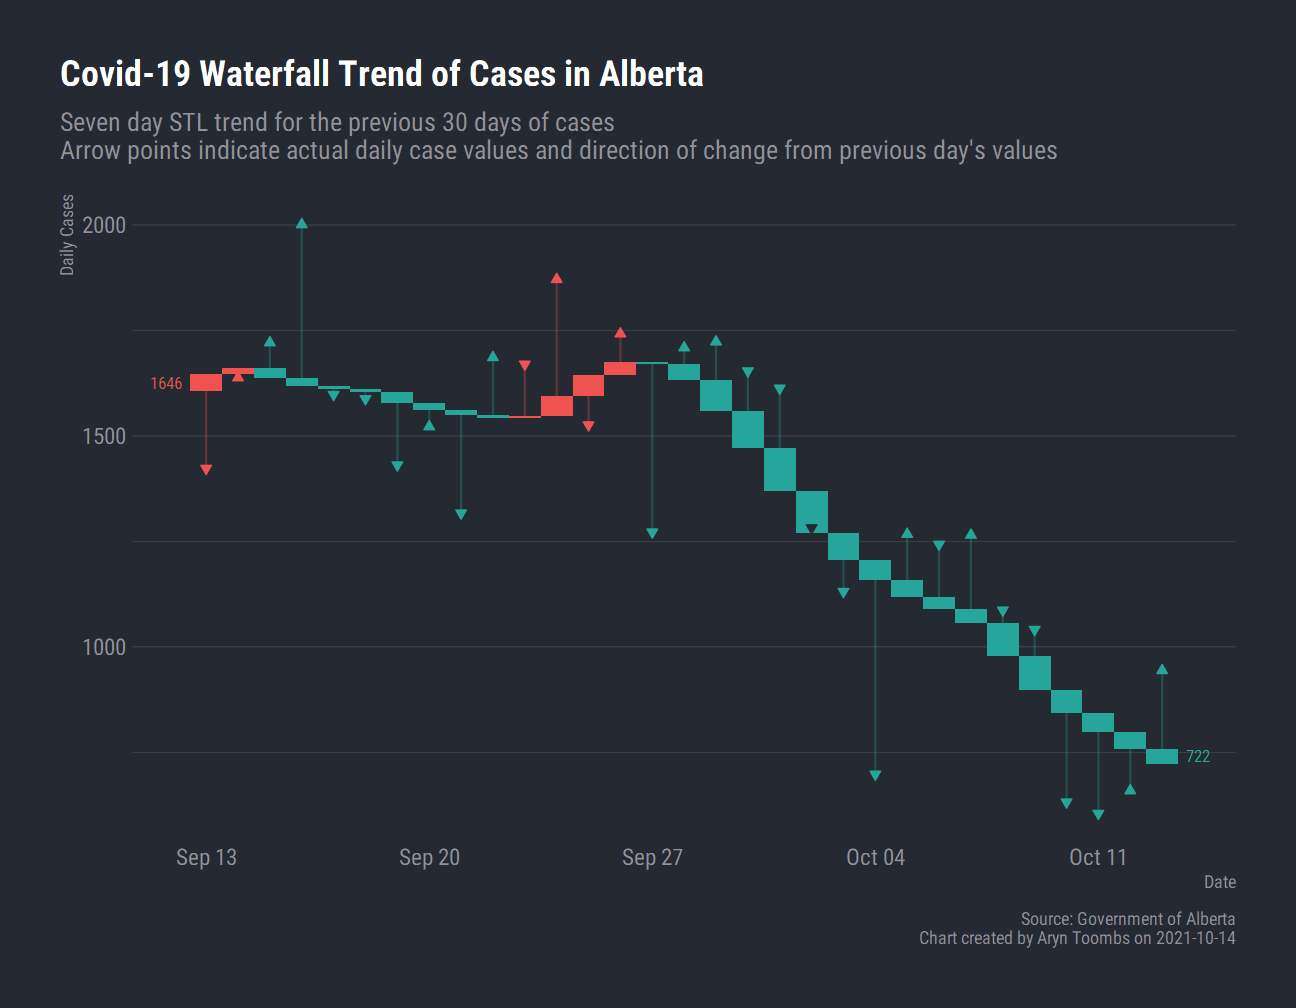 Covid-19 Waterfall Trend of Cases in Alberta
Seven day STL trend for the previous 30 days of cases
Arrow points indicate actual daily case values and direction of change from previous day's values
Daily Cases
2000
1500
1000
1646
722
Sep 13
Sep 20
Sep 27
Oct 04
Oct 11
Date
Source: Government of Alberta
Chart created by Aryn Toombs on 2021-10-14